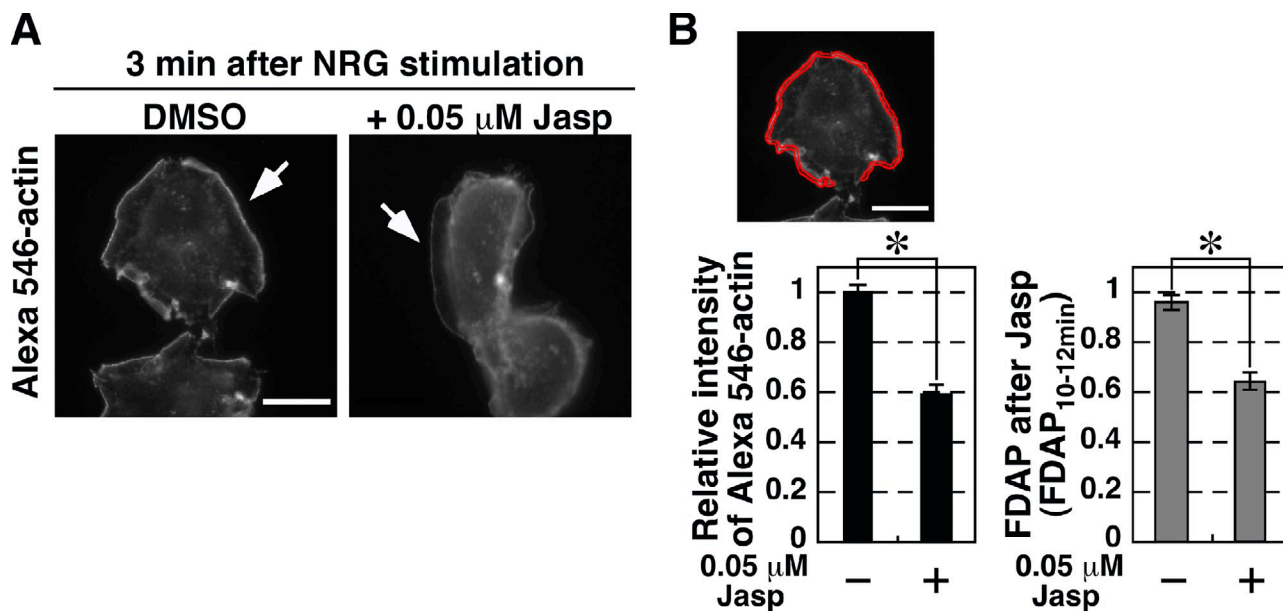 A
3 min after NRG stimulation
DMSO
+ 0.05 μM Jasp
Alexa 546-actin
B
Relative intensity
of Alexa 546-actin
*
1
0.8
0.6
0.4
0.2
0
0.05 μM
Jasp
− +
FDAP after Jasp
(FDAP10-12min)
*
1
0.8
0.6
0.4
0.2
0
0.05 μM
Jasp
− +